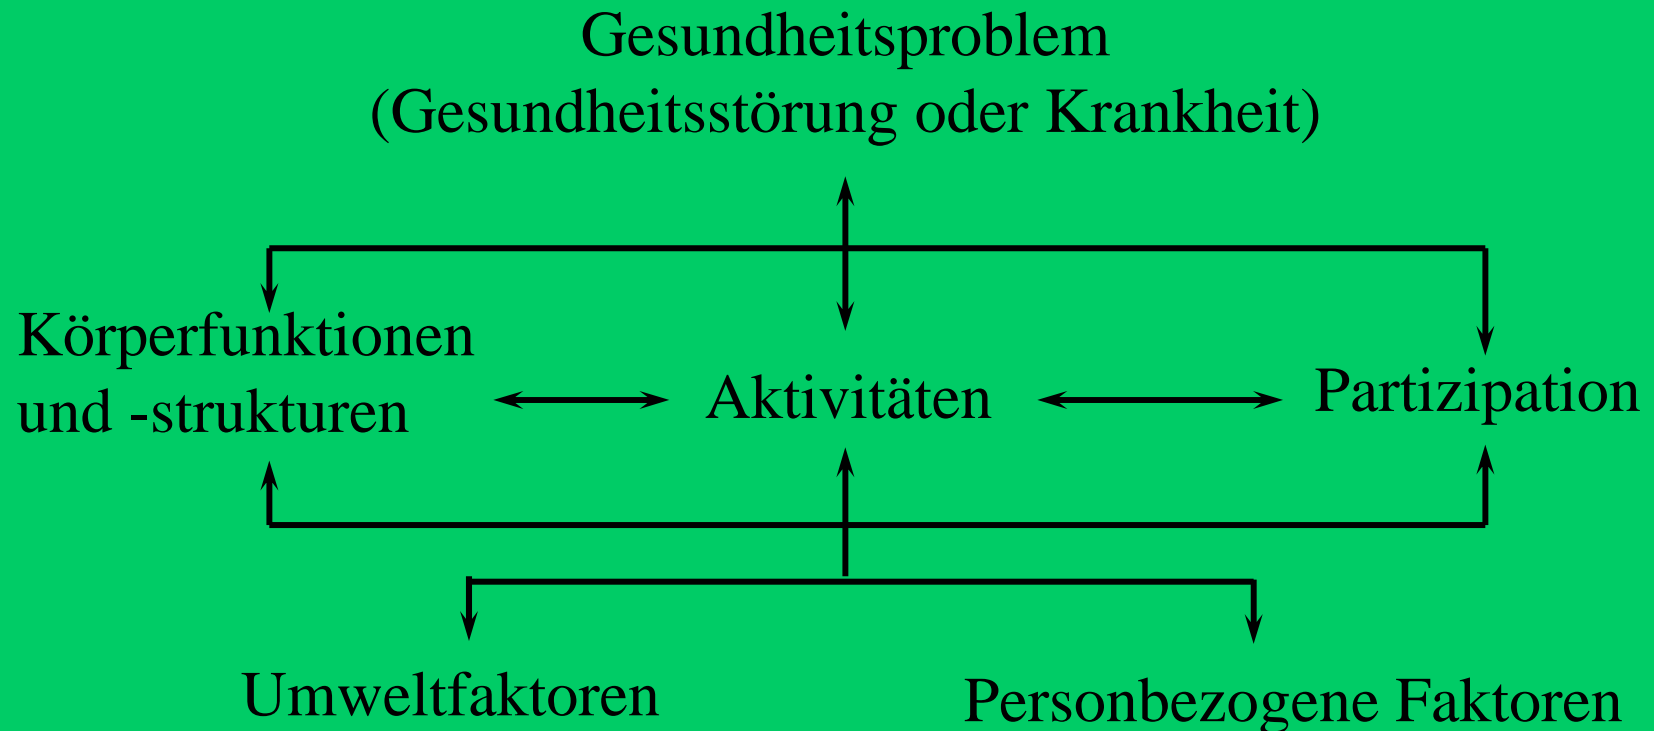 Gesundheitsproblem
(Gesundheitsstörung oder Krankheit)
Körperfunktionen
und -strukturen
Aktivitäten
Partizipation
Umweltfaktoren
Personbezogene Faktoren